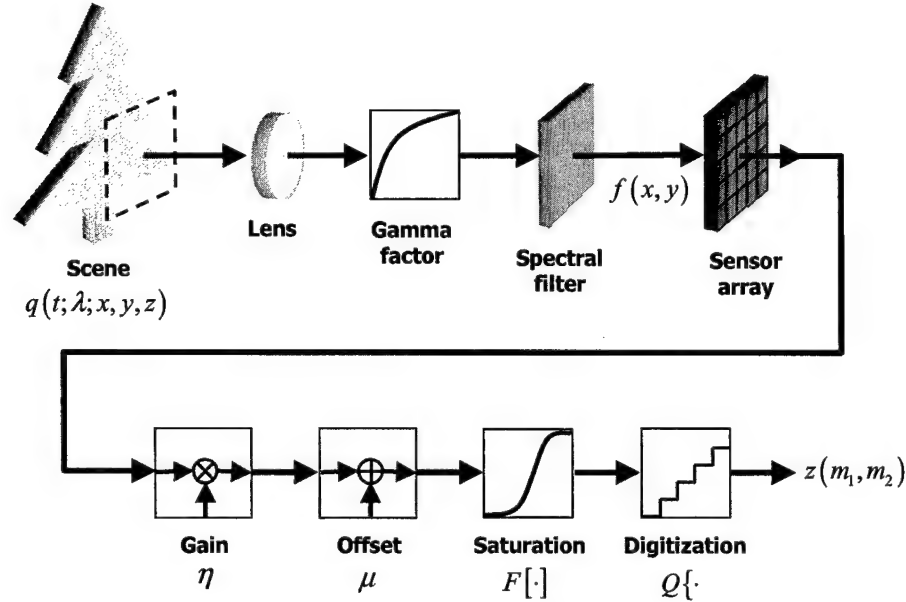 Scene
q(t; λ; x, y, z)
Lens
Gamma
factor
Spectral
filter
f(x, y)
Sensor
array
Gain
η
Offset
μ
Saturation
F[·]
Digitization
Q{·
z(m₁, m₂)